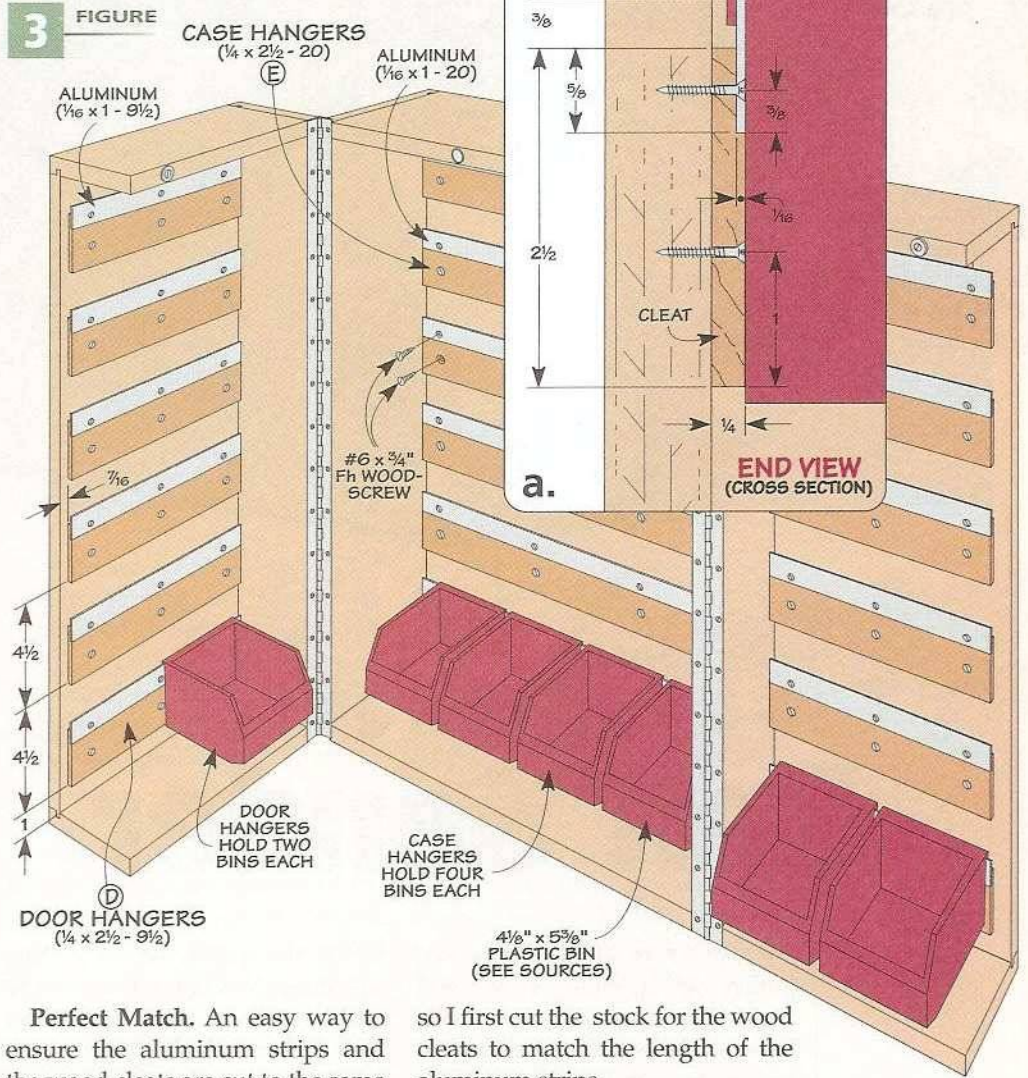 3 FIGURE
CASE HANGERS
(¼ x 2½ - 20)
E
ALUMINUM
(1⁄16 x 1 - 20)
ALUMINUM
(1⁄16 x 1 - 9½)
#6 x ¾"
Fh WOOD-
SCREW
7⁄16
4½
4½
1
DOOR
HANGERS
HOLD TWO
BINS EACH
CASE
HANGERS
HOLD FOUR
BINS EACH
D
DOOR HANGERS
(¼ x 2½ - 9½)
4⅛" x 5⅜"
PLASTIC BIN
(SEE SOURCES)
⅜
⅝
⅜
1⁄16
2½
CLEAT
1
¼
a.
END VIEW
(CROSS SECTION)
Perfect Match. An easy way to
ensure the aluminum strips and
so I first cut the stock for the wood
cleats to match the length of the